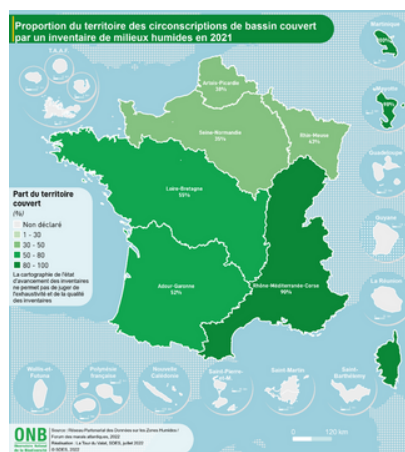 Proportion du territoire des circonscriptions de bassin couvert
par un inventaire de milieux humides en 2021
Martinique
T.A.A.F.
Artois-Picardie
38%
Mayotte
Seine-Normandie
Rhin-Meuse
Guadeloupe
Loire-Bretagne
Part du territoire
couvert
(%)
Non déclaré
1 - 30
30 - 50
50 - 80
80 - 100
La cartographie de l'état
d'avancement des inventaires
ne permet pas de juger de
l'exhaustivité et de la qualité
des inventaires
Guyane
Adour-Garonne
52%
Rhône-Méditerranée-Corse
90%
La Réunion
Wallis-et-
Futuna
Polynésie
française
Nouvelle
Calédonie
Saint-Pierre-
et-M.
Saint-Martin
Saint-
Barthélemy
ONB
Source : Réseau Partenarial des Données sur les Zones Humides /
Forum des marais atlantiques, 2022
Réalisation : La Tour du Valat, SDES, juillet 2022
© SDES, 2022
0 120 km